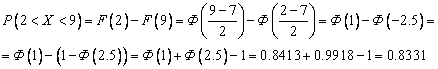 P(2 < X < 9) = F(2) − F(9) = Φ((9−7)/2) − Φ((2−7)/2) = Φ(1) − Φ(−2.5) =
= Φ(1) − (1 − Φ(2.5)) = Φ(1) + Φ(2.5) − 1 = 0.8413 + 0.9918 − 1 = 0.8331